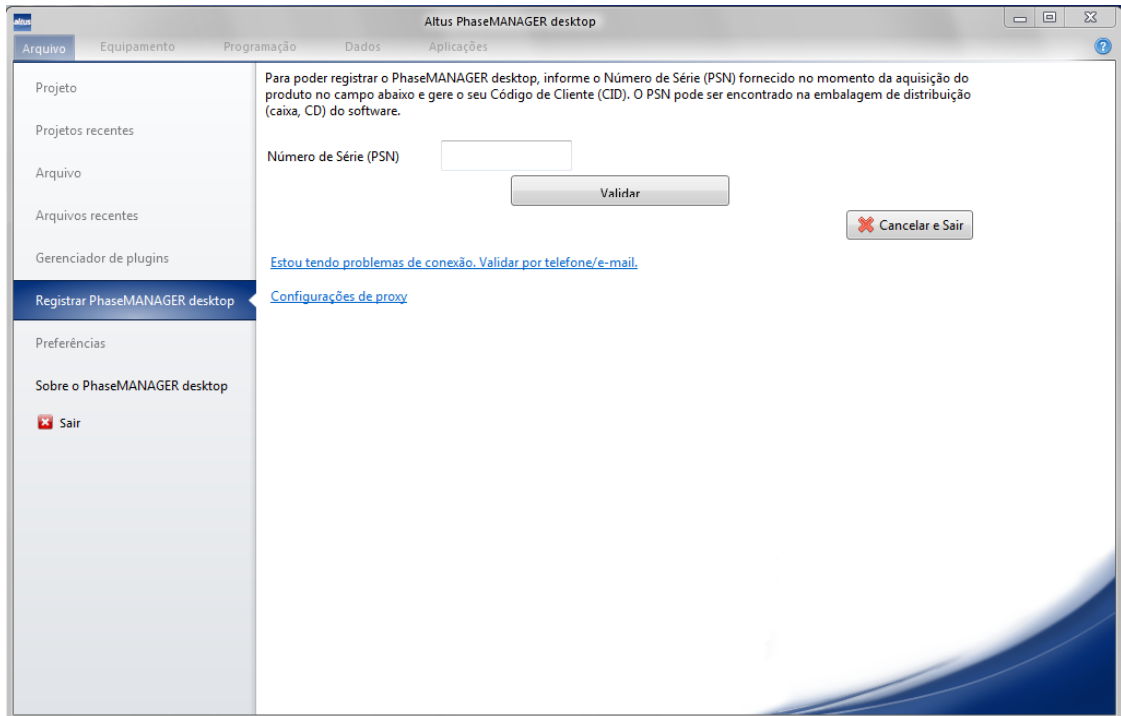 altus
Altus PhaseMANAGER desktop
Arquivo Equipamento Programação Dados Aplicações
Projeto
Projetos recentes
Arquivo
Arquivos recentes
Gerenciador de plugins
Registrar PhaseMANAGER desktop
Preferências
Sobre o PhaseMANAGER desktop
Sair
Para poder registrar o PhaseMANAGER desktop, informe o Número de Série (PSN) fornecido no momento da aquisição do
produto no campo abaixo e gere o seu Código de Cliente (CID). O PSN pode ser encontrado na embalagem de distribuição
(caixa, CD) do software.
Número de Série (PSN)
Validar
Cancelar e Sair
Estou tendo problemas de conexão. Validar por telefone/e-mail.
Configurações de proxy